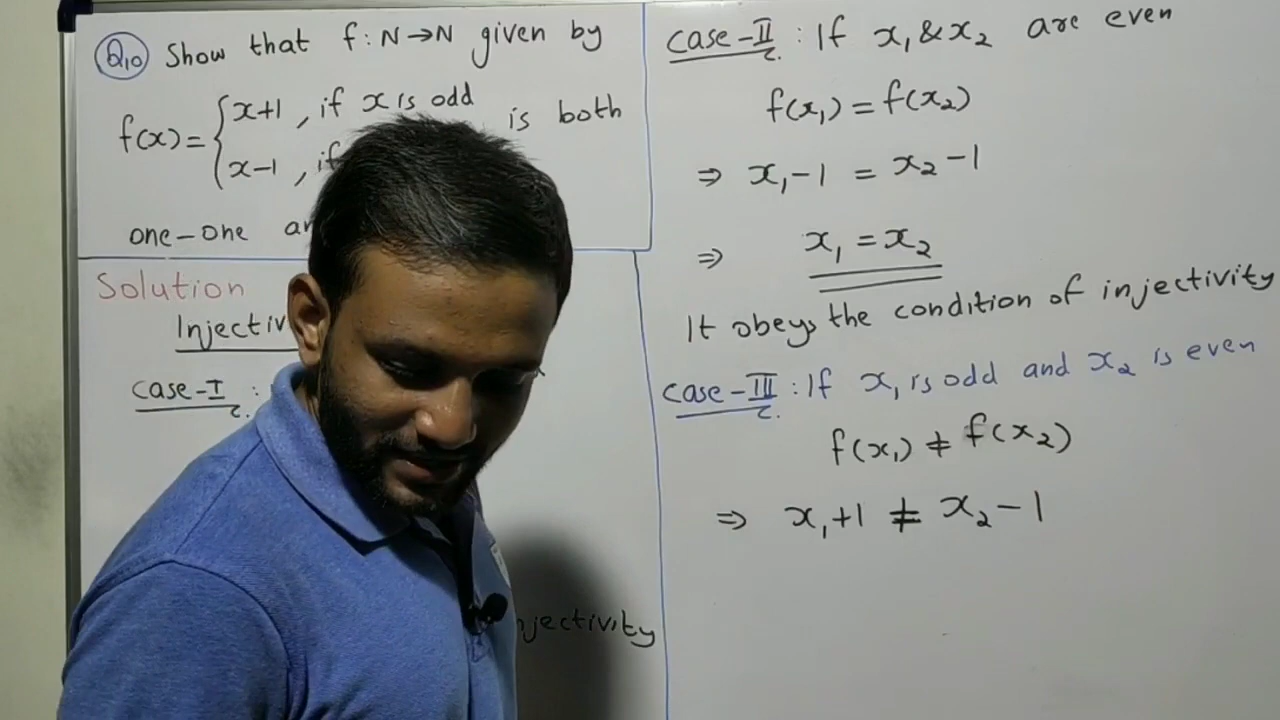 Q10 Show that f: N→N given by
f(x) = { x+1 , if x is odd
x-1 , if
is both
one-one
Solution
Case-I :
njectivity
Case-II : If x₁ & x₂ are even
f(x₁) = f(x₂)
⇒ x₁-1 = x₂-1
⇒ x₁ = x₂
It obeys the condition of injectivity
Case-III : If x₁ is odd and x₂ is even
f(x₁) ≠ f(x₂)
⇒ x₁+1 ≠ x₂-1